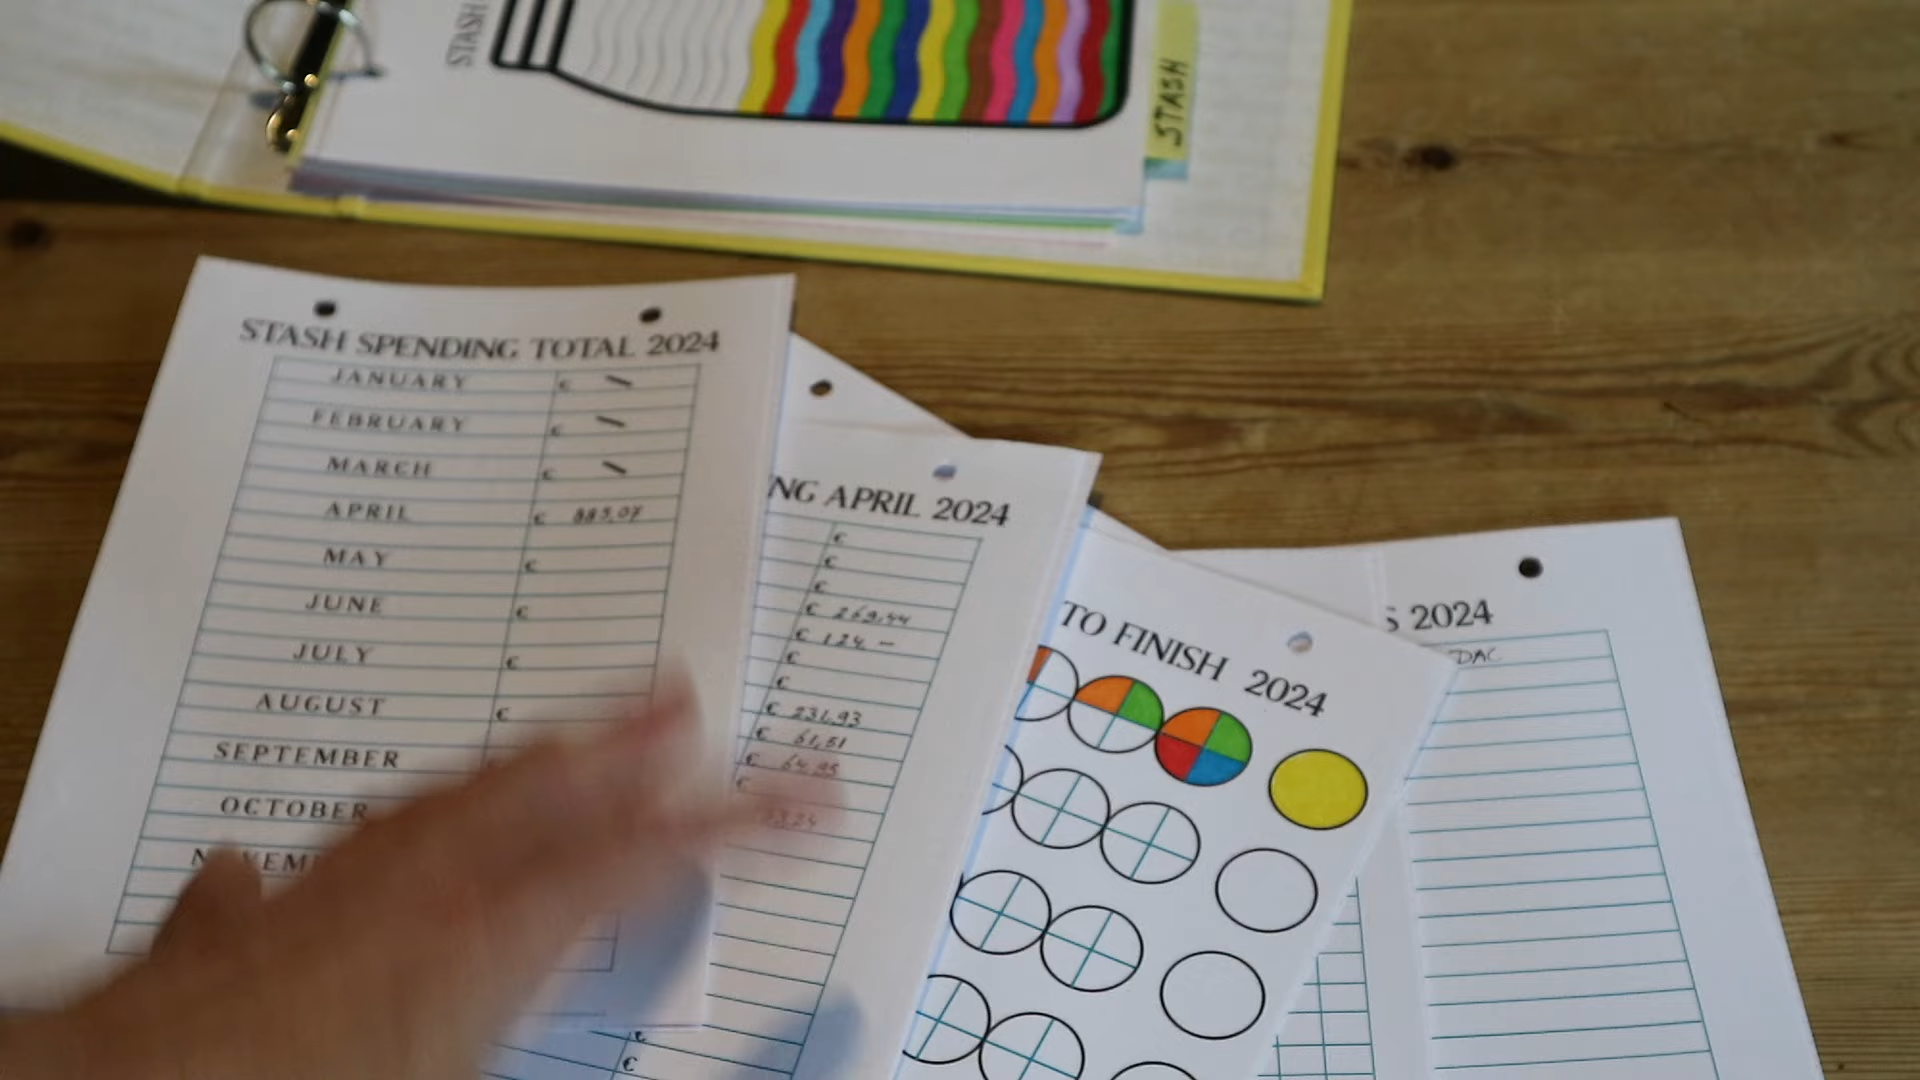 STASH
STASH
STASH SPENDING TOTAL 2024
JANUARY € –
FEBRUARY € –
MARCH € –
APRIL € 885,07
MAY €
JUNE €
JULY €
AUGUST €
SEPTEMBER
OCTOBER
NG APRIL 2024
€
€
€
€ 269,44
€ 124 –
€
€
€ 231,93
€ 61,51
€ 64,95
€
€
€
TO FINISH 2024
S 2024
DAC